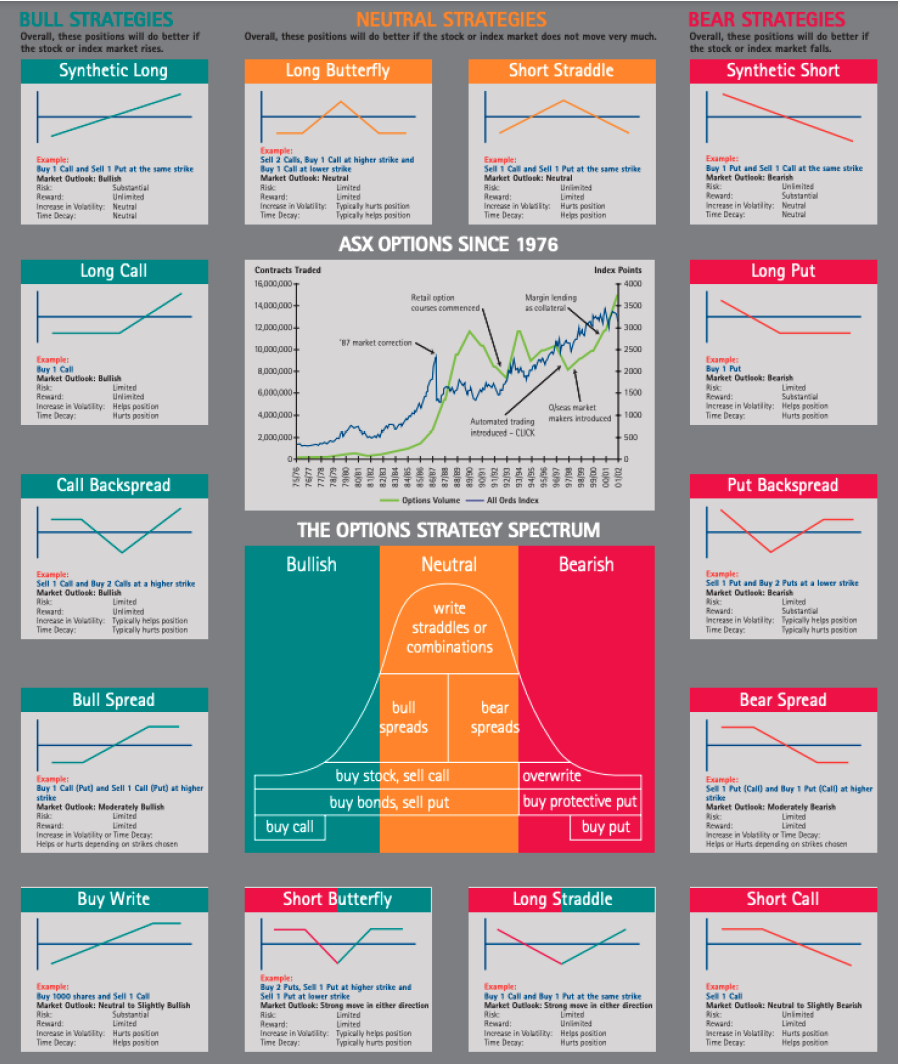 BULL STRATEGIES
Overall, these positions will do better if
the stock or index market rises.
NEUTRAL STRATEGIES
Overall, these positions will do better if the stock or index market does not move very much.
BEAR STRATEGIES
Overall, these positions will do better if
the stock or index market falls.
Synthetic Long
Example:
Buy 1 Call and Sell 1 Put at the same strike
Market Outlook: Bullish
Risk: Substantial
Reward: Unlimited
Increase in Volatility: Neutral
Time Decay: Neutral
Long Butterfly
Example:
Sell 2 Calls, Buy 1 Call at higher strike and
Buy 1 Call at lower strike
Market Outlook: Neutral
Risk: Limited
Reward: Limited
Increase in Volatility: Typically hurts position
Time Decay: Typically helps position
Short Straddle
Example:
Sell 1 Call and Sell 1 Put at the same strike
Market Outlook: Neutral
Risk: Unlimited
Reward: Limited
Increase in Volatility: Hurts position
Time Decay: Helps position
Synthetic Short
Example:
Buy 1 Put and Sell 1 Call at the same strike
Market Outlook: Bearish
Risk: Unlimited
Reward: Substantial
Increase in Volatility: Neutral
Time Decay: Neutral
Long Call
Example:
Buy 1 Call
Market Outlook: Bullish
Risk: Limited
Reward: Unlimited
Increase in Volatility: Helps position
Time Decay: Hurts position
ASX OPTIONS SINCE 1976
Contracts Traded
Index Points
16,000,000
14,000,000
12,000,000
10,000,000
8,000,000
6,000,000
4,000,000
2,000,000
0
4000
3500
3000
2500
2000
1500
1000
500
0
Retail option
courses commenced
Margin lending
as collateral
'87 market correction
Automated trading
introduced – CLICK
O/seas market
makers introduced
75/76
76/77
77/78
78/79
79/80
80/81
81/82
82/83
83/84
84/85
85/86
86/87
87/88
88/89
89/90
90/91
91/92
92/93
93/94
94/95
95/96
96/97
97/98
98/99
99/00
00/01
01/02
Options Volume
All Ords Index
Long Put
Example:
Buy 1 Put
Market Outlook: Bearish
Risk: Limited
Reward: Substantial
Increase in Volatility: Helps position
Time Decay: Hurts position
Call Backspread
Example:
Sell 1 Call and Buy 2 Calls at a higher strike
Market Outlook: Bullish
Risk: Limited
Reward: Unlimited
Increase in Volatility: Typically helps position
Time Decay: Typically hurts position
THE OPTIONS STRATEGY SPECTRUM
Bullish
Neutral
Bearish
write
straddles or
combinations
bull
spreads
bear
spreads
buy stock, sell call
overwrite
buy bonds, sell put
buy protective put
buy call
buy put
Put Backspread
Example:
Sell 1 Put and Buy 2 Puts at a lower strike
Market Outlook: Bearish
Risk: Limited
Reward: Substantial
Increase in Volatility: Typically helps position
Time Decay: Typically hurts position
Bull Spread
Example:
Buy 1 Call (Put) and Sell 1 Call (Put) at higher
strike
Market Outlook: Moderately Bullish
Risk: Limited
Reward: Limited
Increase in Volatility or Time Decay:
Helps or hurts depending on strikes chosen
Bear Spread
Example:
Sell 1 Put (Call) and Buy 1 Put (Call) at higher
strike
Market Outlook: Moderately Bearish
Risk: Limited
Reward: Limited
Increase in Volatility or Time Decay:
Helps or Hurts depending on strikes chosen
Buy Write
Example:
Buy 1000 shares and Sell 1 Call
Market Outlook: Neutral to Slightly Bullish
Risk: Substantial
Reward: Limited
Increase in Volatility: Hurts position
Time Decay: Helps position
Short Butterfly
Example:
Buy 2 Puts, Sell 1 Put at higher strike and
Sell 1 Put at lower strike
Market Outlook: Strong move in either direction
Risk: Limited
Reward: Limited
Increase in Volatility: Typically helps position
Time Decay: Typically hurts position
Long Straddle
Example:
Buy 1 Call and Buy 1 Put at the same strike
Market Outlook: Strong move in either direction
Risk: Limited
Reward: Unlimited
Increase in Volatility: Helps position
Time Decay: Hurts position
Short Call
Example:
Sell 1 Call
Market Outlook: Neutral to Slightly Bearish
Risk: Unlimited
Reward: Limited
Increase in Volatility: Hurts position
Time Decay: Helps position